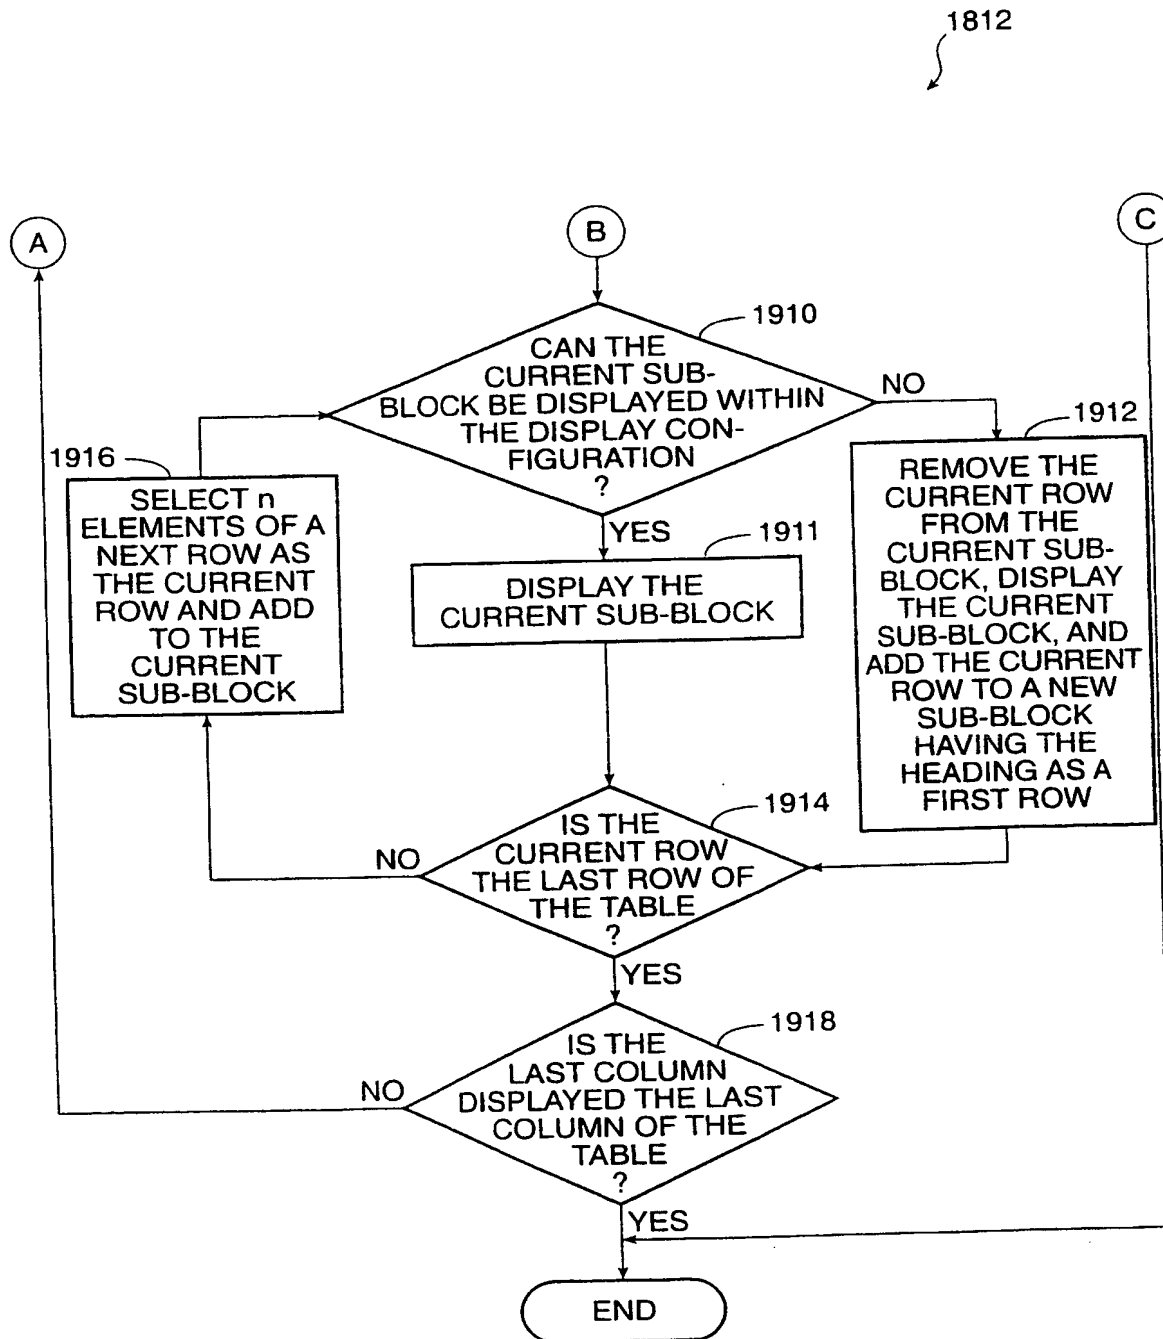 1812
A
B
C
1910
CAN THE
CURRENT SUB-
BLOCK BE DISPLAYED WITHIN
THE DISPLAY CON-
FIGURATION
?
NO
YES
1916
SELECT n
ELEMENTS OF A
NEXT ROW AS
THE CURRENT
ROW AND ADD
TO THE
CURRENT
SUB-BLOCK
1911
DISPLAY THE
CURRENT SUB-BLOCK
1912
REMOVE THE
CURRENT ROW
FROM THE
CURRENT SUB-
BLOCK, DISPLAY
THE CURRENT
SUB-BLOCK, AND
ADD THE CURRENT
ROW TO A NEW
SUB-BLOCK
HAVING THE
HEADING AS A
FIRST ROW
1914
IS THE
CURRENT ROW
THE LAST ROW OF
THE TABLE
?
NO
YES
1918
IS THE
LAST COLUMN
DISPLAYED THE LAST
COLUMN OF THE
TABLE
?
NO
YES
END